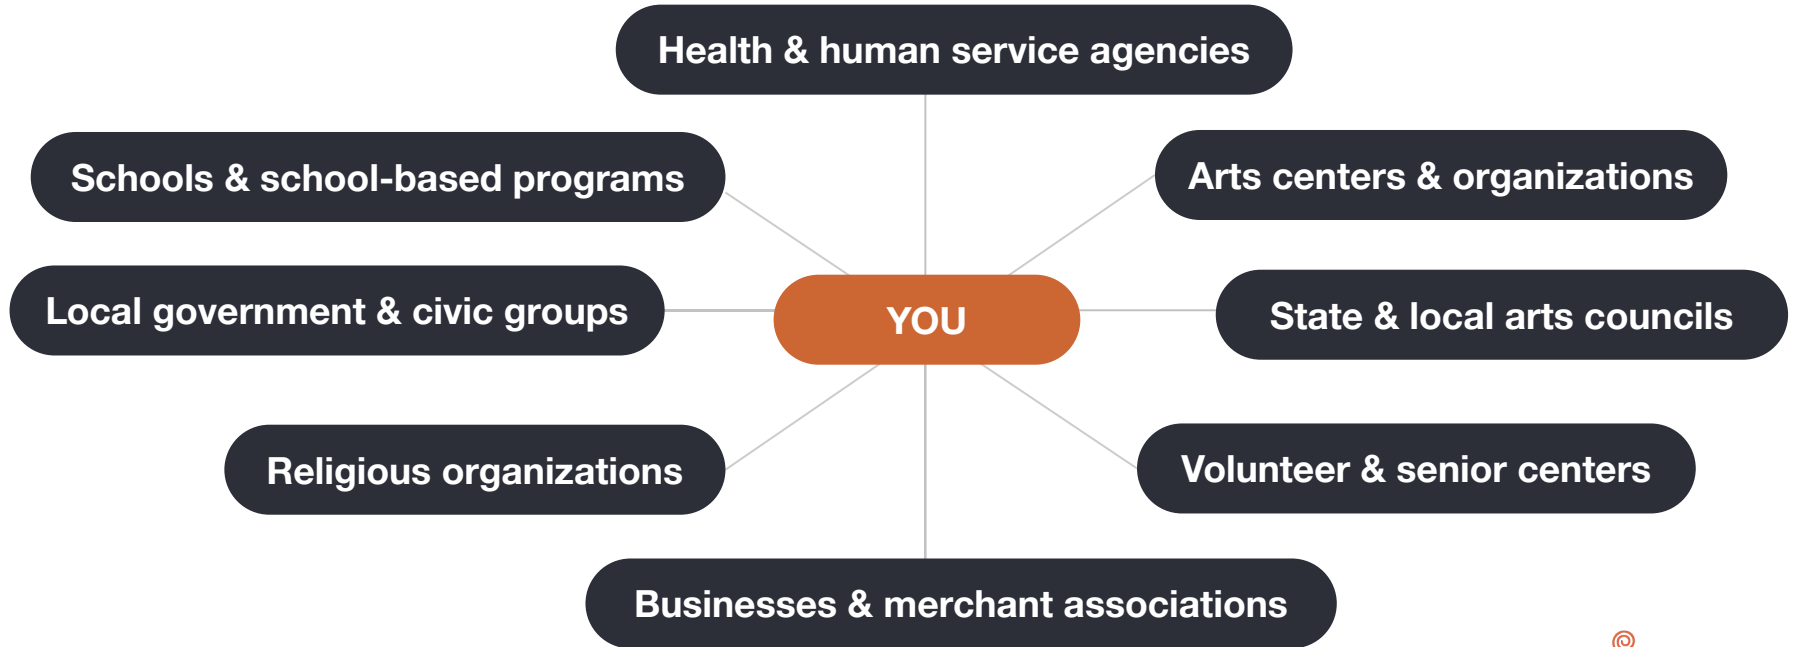 Health & human service agencies
Schools & school-based programs
Arts centers & organizations
Local government & civic groups
YOU
State & local arts councils
Religious organizations
Volunteer & senior centers
Businesses & merchant associations